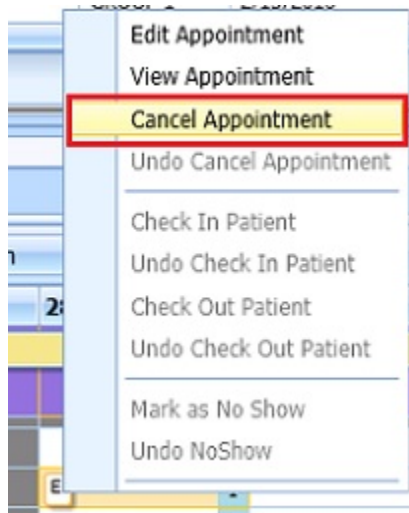 Edit Appointment
View Appointment
Cancel Appointment
Undo Cancel Appointment
Check In Patient
Undo Check In Patient
Check Out Patient
Undo Check Out Patient
Mark as No Show
Undo NoShow
E